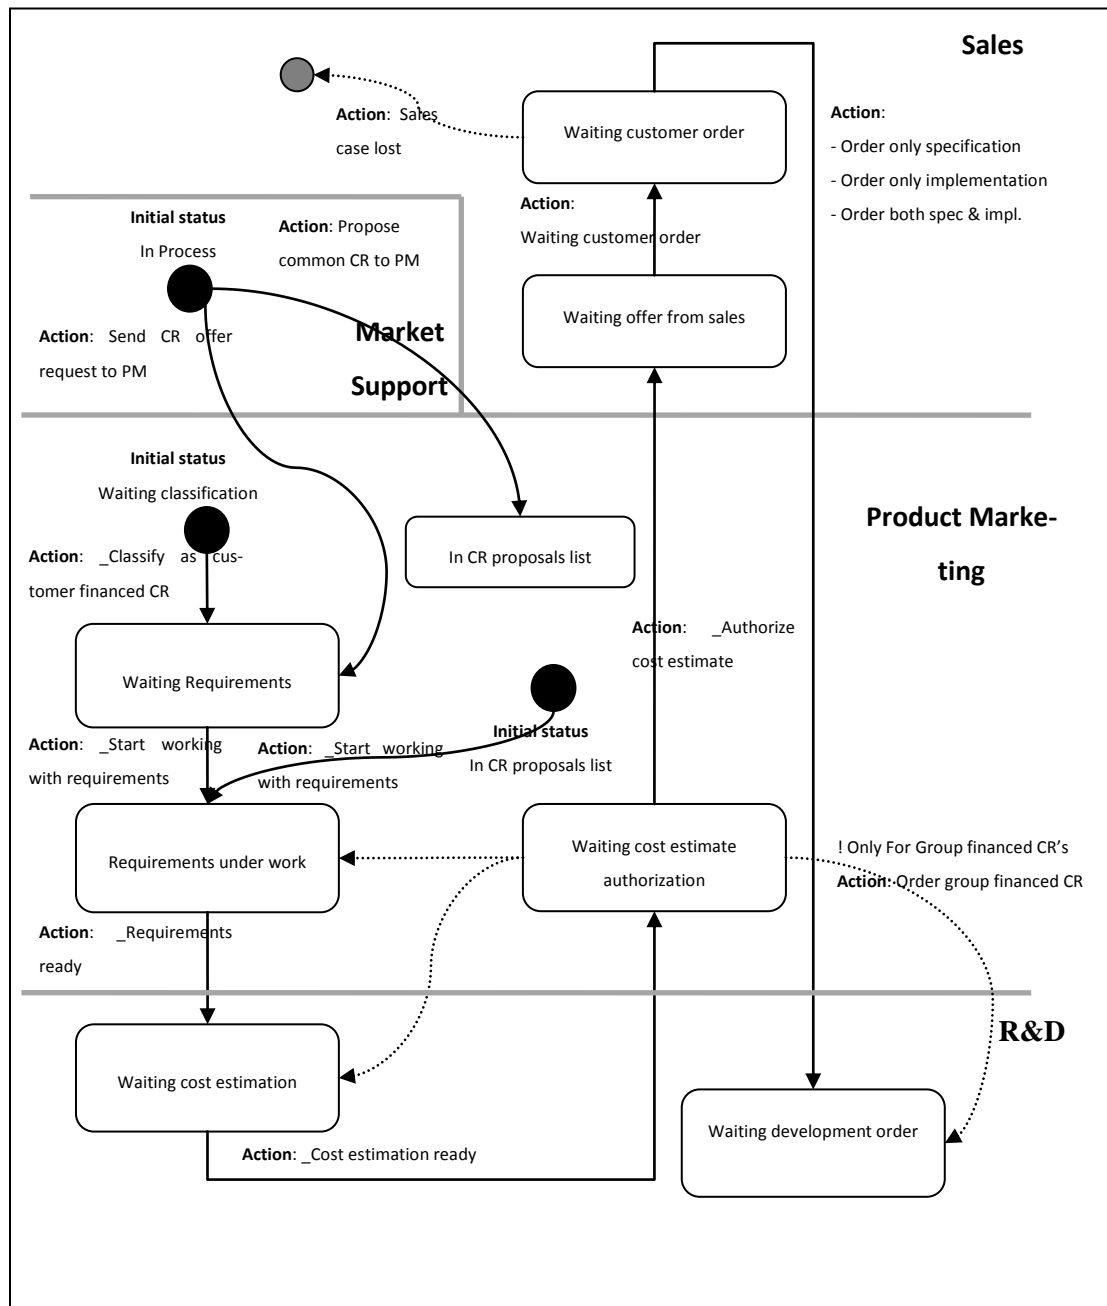 Sales
Action: Sales
case lost
Waiting customer order
Action:
- Order only specification
- Order only implementation
- Order both spec & impl.
Initial status
In Process
Action: Propose
common CR to PM
Action:
Waiting customer order
Action: Send CR offer
request to PM
Market
Support
Waiting offer from sales
Initial status
Waiting classification
Product Marke-
ting
Action: _Classify as cus-
tomer financed CR
In CR proposals list
Action: _Authorize
cost estimate
Waiting Requirements
Initial status
In CR proposals list
Action: _Start working
with requirements
Action: _Start working
with requirements
Requirements under work
Waiting cost estimate
authorization
! Only For Group financed CR’s
Action: Order group financed CR
Action: _Requirements
ready
R&D
Waiting cost estimation
Waiting development order
Action: _Cost estimation ready